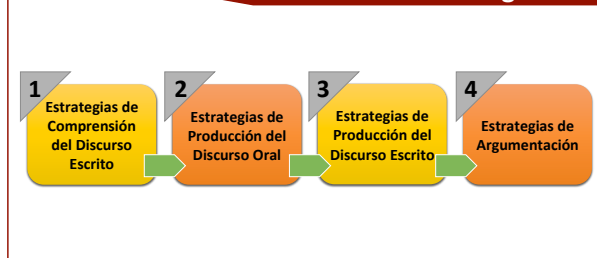 1
Estrategias de
Comprensión
del Discurso
Escrito
2
Estrategias de
Producción del
Discurso Oral
3
Estrategias de
Producción del
Discurso Escrito
4
Estrategias de
Argumentación